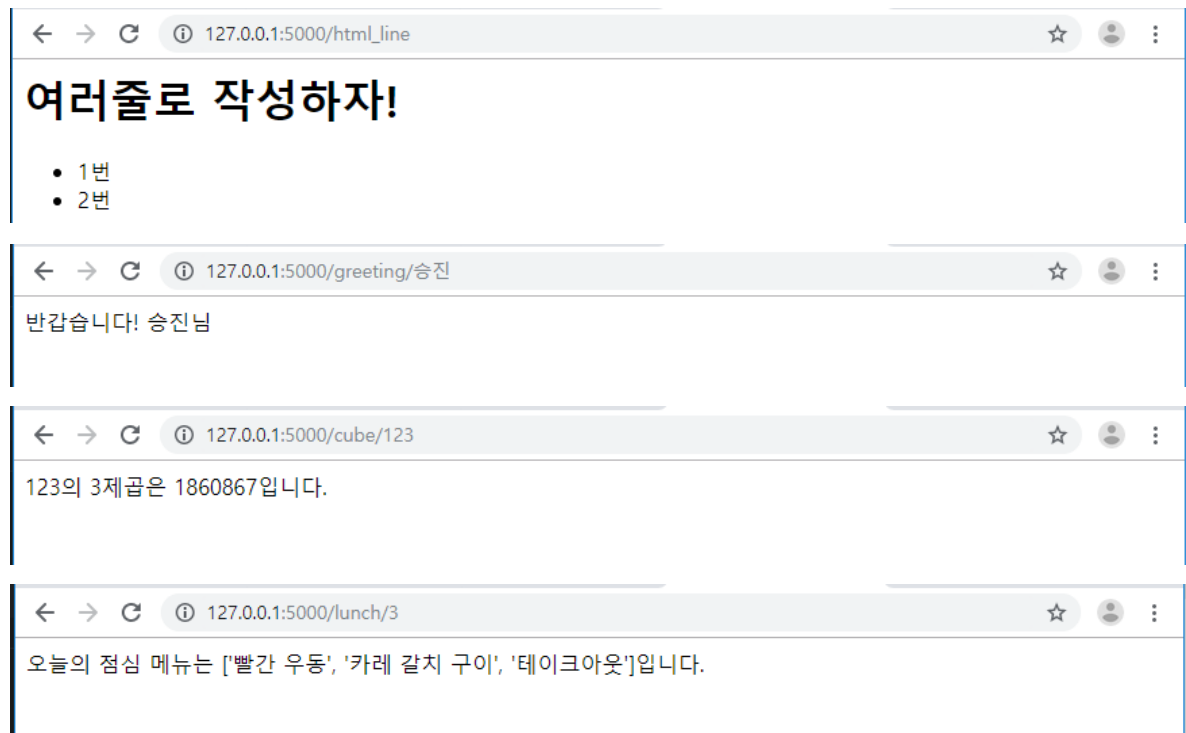 127.0.0.1:5000/html_line
여러줄로 작성하자!
1번
2번
127.0.0.1:5000/greeting/승진
반갑습니다! 승진님
127.0.0.1:5000/cube/123
123의 3제곱은 1860867입니다.
127.0.0.1:5000/lunch/3
오늘의 점심 메뉴는 ['빨간 우동', '카레 갈치 구이', '테이크아웃']입니다.